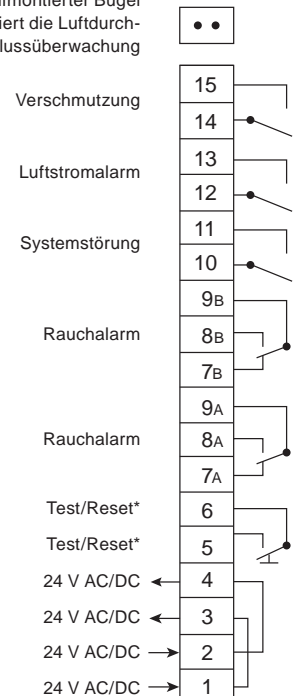 lmontierter Bügel
iert die Luftdurch-
lussüberwachung
15
Verschmutzung
14
13
Luftstromalarm
12
11
Systemstörung
10
9B
Rauchalarm 8B
7B
9A
Rauchalarm 8A
7A
Test/Reset* 6
Test/Reset* 5
24 V AC/DC 4
24 V AC/DC 3
24 V AC/DC 2
24 V AC/DC 1